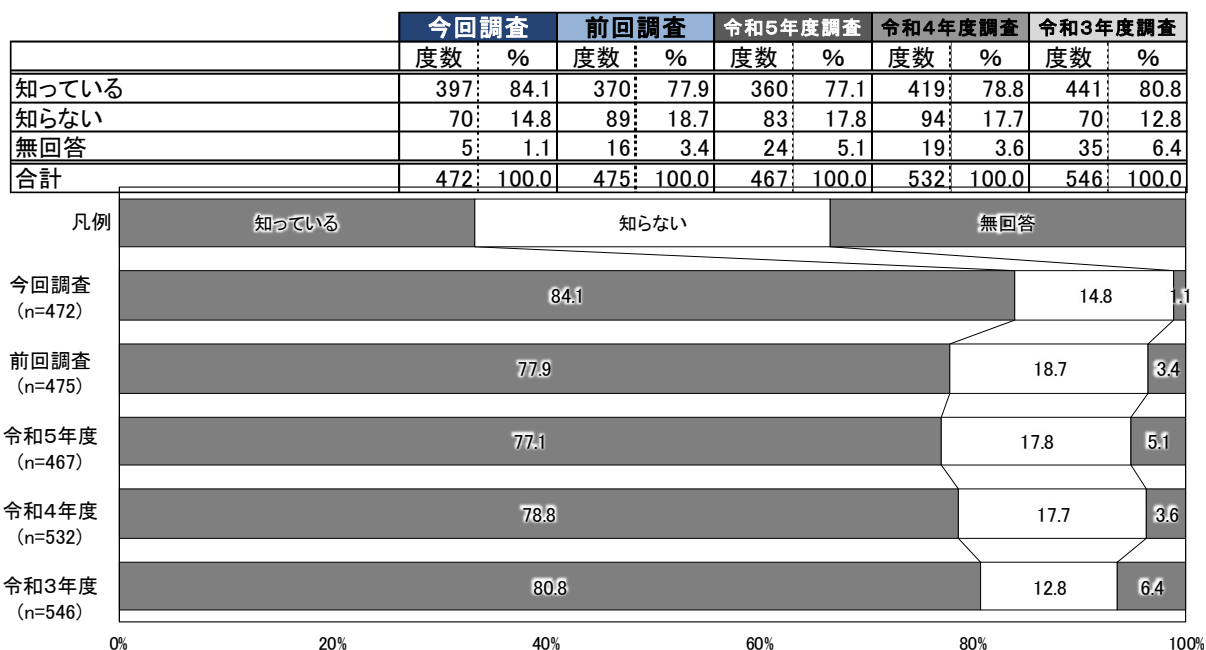 今回調査 前回調査 令和5年度調査 令和4年度調査 令和3年度調査
度数 % 度数 % 度数 % 度数 % 度数 %
知っている 397 84.1 370 77.9 360 77.1 419 78.8 441 80.8
知らない 70 14.8 89 18.7 83 17.8 94 17.7 70 12.8
無回答 5 1.1 16 3.4 24 5.1 19 3.6 35 6.4
合計 472 100.0 475 100.0 467 100.0 532 100.0 546 100.0
凡例 知っている 知らない 無回答
今回調査
(n=472)
84.1 14.8 1.1
前回調査
(n=475)
77.9 18.7 3.4
令和5年度
(n=467)
77.1 17.8 5.1
令和4年度
(n=532)
78.8 17.7 3.6
令和3年度
(n=546)
80.8 12.8 6.4
0% 20% 40% 60% 80% 100%